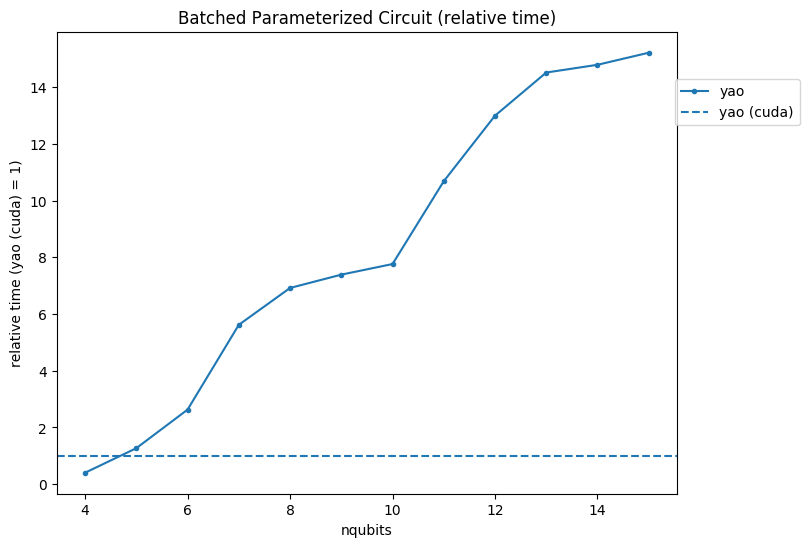 Batched Parameterized Circuit (relative time)
yao
yao (cuda)
relative time (yao (cuda) = 1)
14
12
10
8
6
4
2
0
4
6
8
10
12
14
nqubits